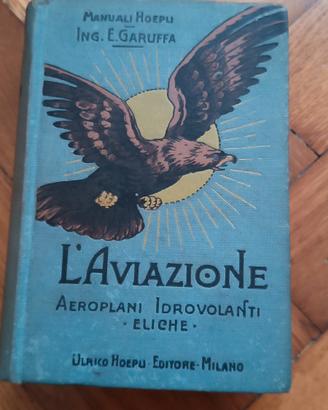 MANUALI HOEPLI
ING. E. GARUFFA
L'AVIAZIONE
AEROPLANI IDROVOLANTI
· ELICHE ·
ULRICO HOEPLI · EDITORE · MILANO